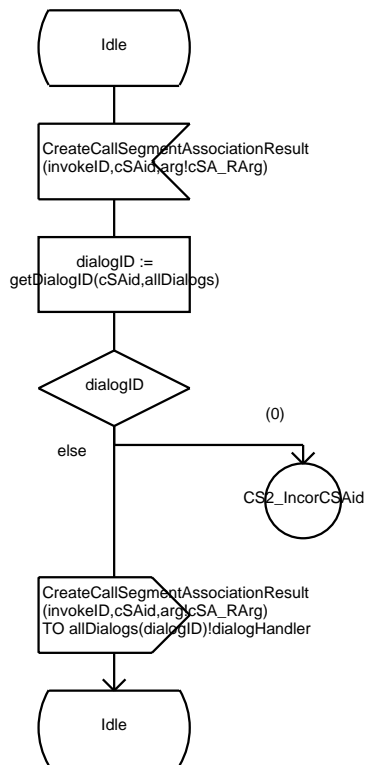 Idle
CreateCallSegmentAssociationResult
(invokeID,cSAid,arg!cSA_RArg)
dialogID :=
getDialogID(cSAid,allDialogs)
dialogID
(0)
else
CS2_IncorCSAid
CreateCallSegmentAssociationResult
(invokeID,cSAid,arg!cSA_RArg)
TO allDialogs(dialogID)!dialogHandler
Idle